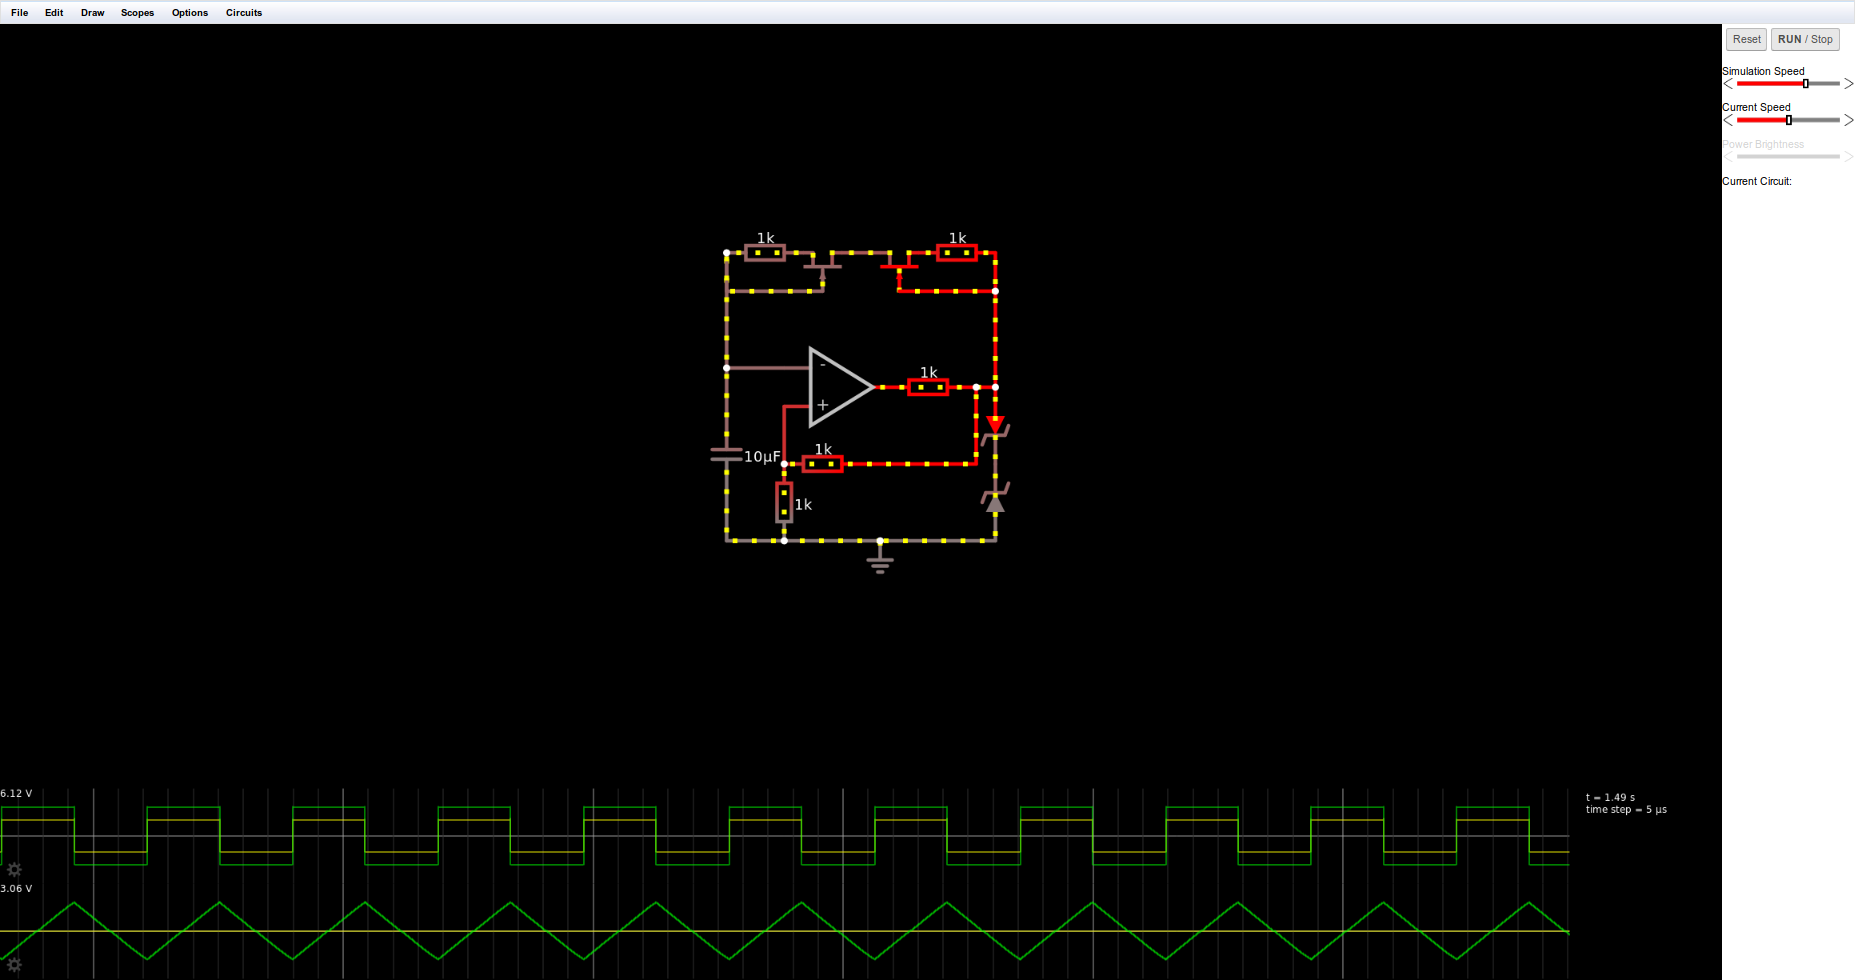 File Edit Draw Scopes Options Circuits
Reset RUN / Stop
Simulation Speed
Current Speed
Power Brightness
Current Circuit:
1k 1k
-
1k
+
1k
10μF
1k
6.12 V
t = 1.49 s
time step = 5 μs
3.06 V